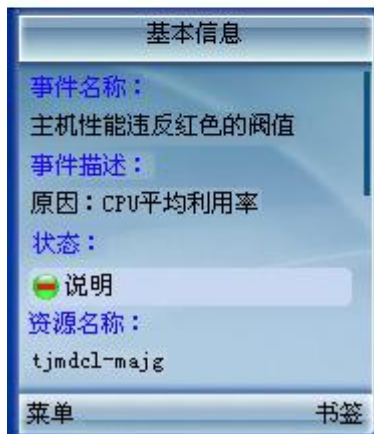 基本信息
事件名称：
主机性能违反红色的阀值
事件描述：
原因：CPU平均利用率
状态：
说明
资源名称：
tjmdcl-majg
菜单 书签